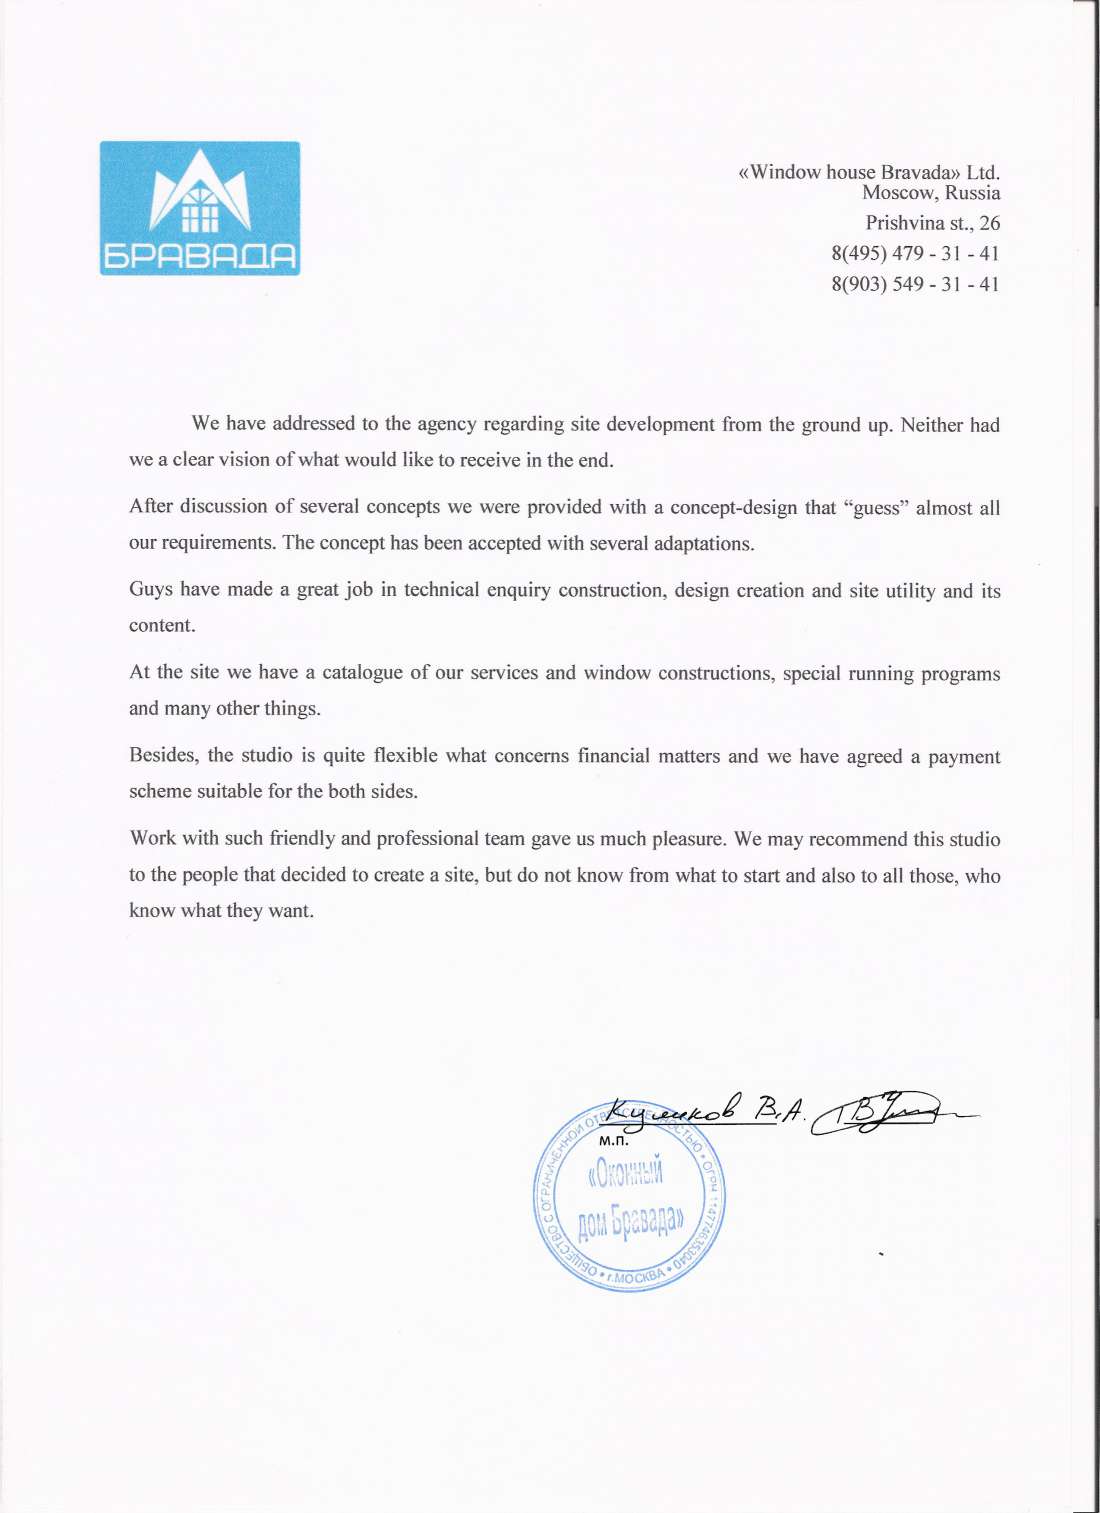 БРАВАДА
«Window house Bravada» Ltd.
Moscow, Russia
Prishvina st., 26
8(495) 479 - 31 - 41
8(903) 549 - 31 - 41
We have addressed to the agency regarding site development from the ground up. Neither had
we a clear vision of what would like to receive in the end.
After discussion of several concepts we were provided with a concept-design that “guess” almost all
our requirements. The concept has been accepted with several adaptations.
Guys have made a great job in technical enquiry construction, design creation and site utility and its
content.
At the site we have a catalogue of our services and window constructions, special running programs
and many other things.
Besides, the studio is quite flexible what concerns financial matters and we have agreed a payment
scheme suitable for the both sides.
Work with such friendly and professional team gave us much pleasure. We may recommend this studio
to the people that decided to create a site, but do not know from what to start and also to all those, who
know what they want.
Куликов В.А.
м.п.
ОБЩЕСТВО С ОГРАНИЧЕННОЙ ОТВЕТСТВЕННОСТЬЮ • ОГРН 1147746353040 • г.МОСКВА •
«Оконный
дом Бравада»